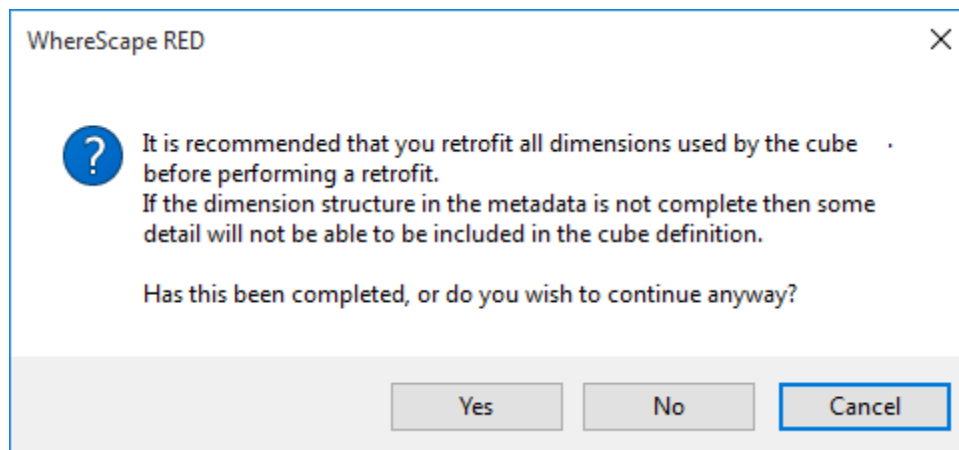 WhereScape RED
It is recommended that you retrofit all dimensions used by the cube
before performing a retrofit.
If the dimension structure in the metadata is not complete then some
detail will not be able to be included in the cube definition.
Has this been completed, or do you wish to continue anyway?
Yes No Cancel